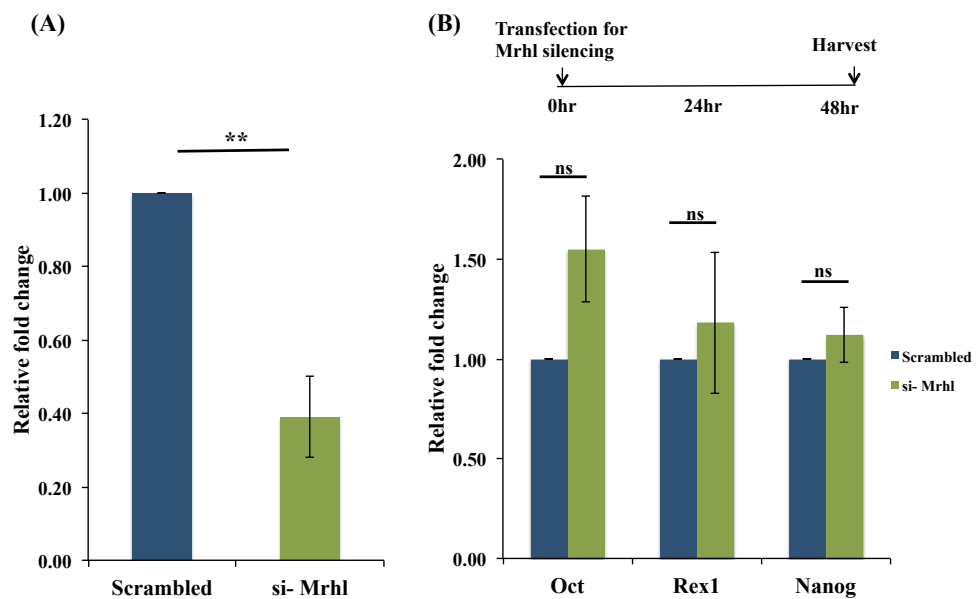 (A)
1.20
1.00
0.80
0.60
0.40
0.20
0.00
Relative fold change
**
Scrambled
si- Mrhl
(B)
Transfection for
Mrhl silencing
Harvest
0hr
24hr
48hr
2.00
1.50
1.00
0.50
0.00
Relative fold change
ns
ns
ns
Oct
Rex1
Nanog
Scrambled
si- Mrhl